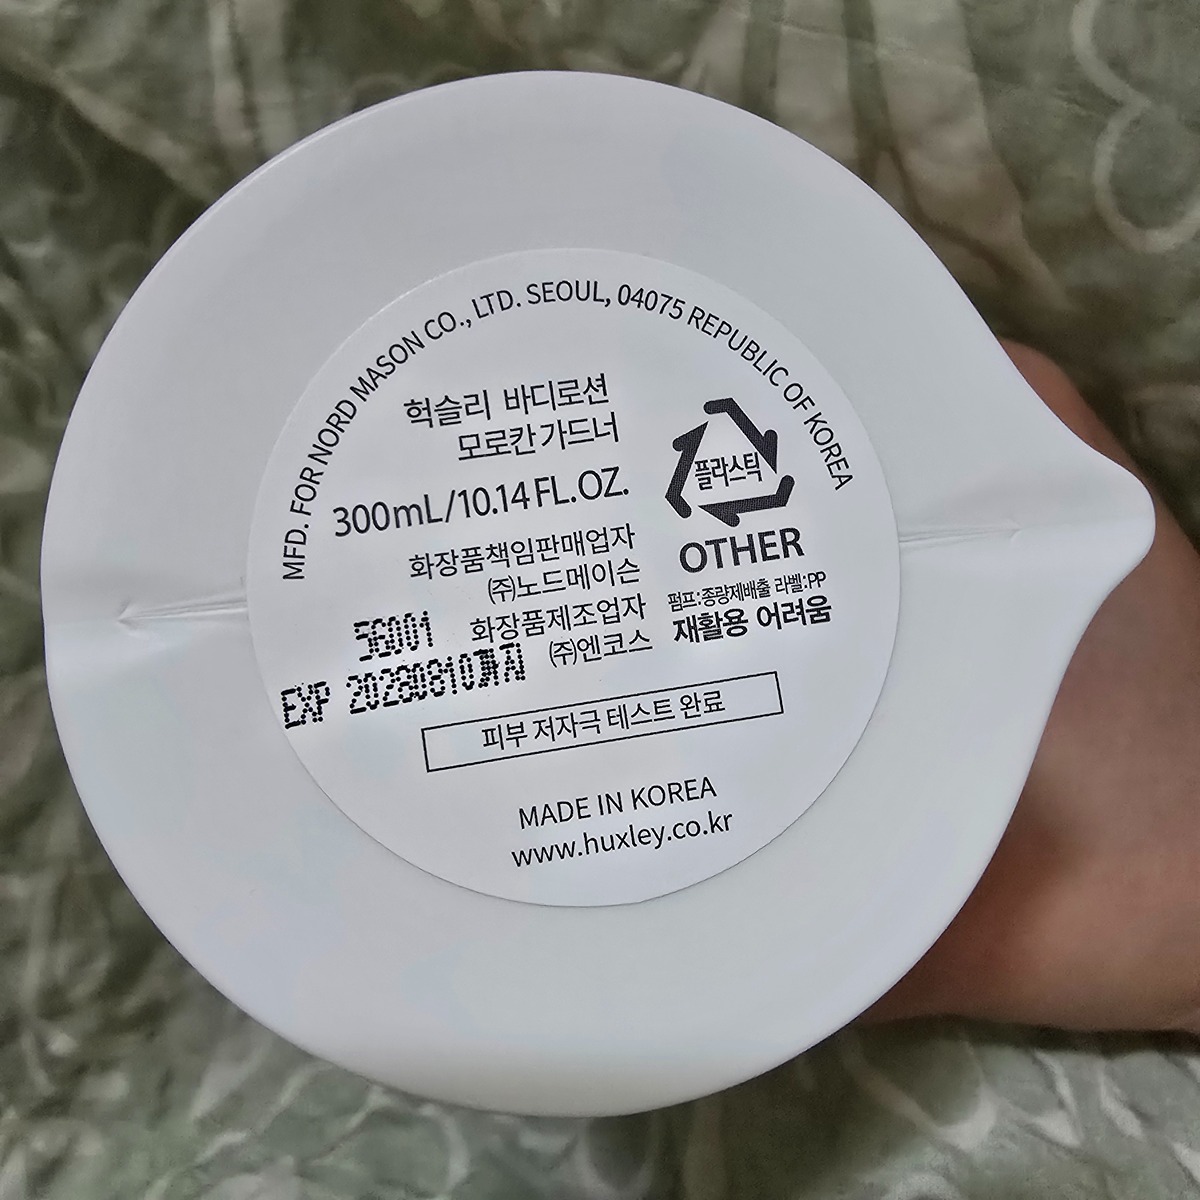 MFD. FOR NORD MASON CO., LTD. SEOUL, 04075 REPUBLIC OF KOREA
헉슬리 바디로션
모로칸 가드너
300mL/10.14 FL. OZ.
화장품책임판매업자
(주)노드메이슨
화장품제조업자
(주)엔코스
EXP 20280810까지
플라스틱
OTHER
펌프:종량제배출 라벨:PP
재활용 어려움
피부 저자극 테스트 완료
MADE IN KOREA
www.huxley.co.kr